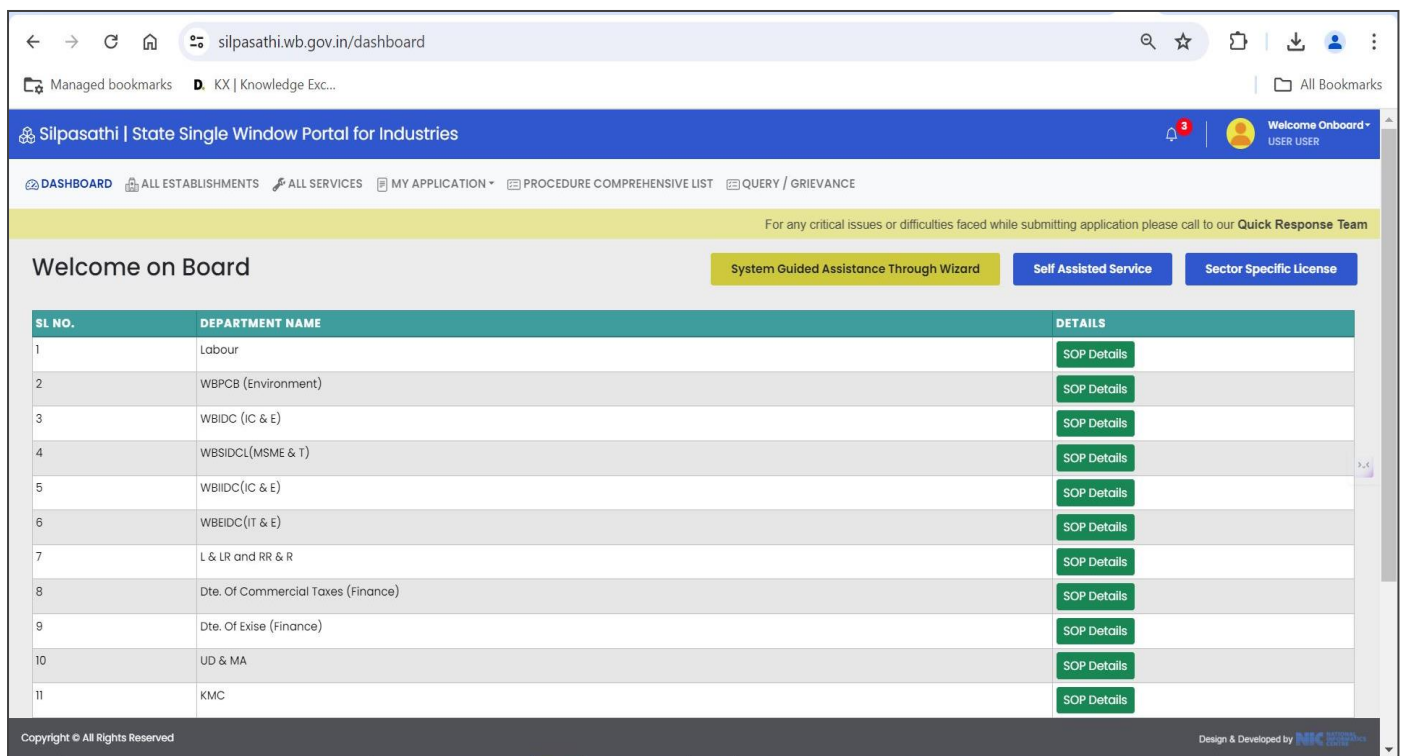 silpasathi.wb.gov.in/dashboard
Managed bookmarks D. KX | Knowledge Exc... All Bookmarks
Silpasathi | State Single Window Portal for Industries 3 Welcome Onboard
USER USER
DASHBOARD ALL ESTABLISHMENTS ALL SERVICES MY APPLICATION PROCEDURE COMPREHENSIVE LIST QUERY / GRIEVANCE
For any critical issues or difficulties faced while submitting application please call to our Quick Response Team
Welcome on Board System Guided Assistance Through Wizard Self Assisted Service Sector Specific License
SL NO. DEPARTMENT NAME DETAILS
1 Labour SOP Details
2 WBPCB (Environment) SOP Details
3 WBIDC (IC & E) SOP Details
4 WBSIDCL(MSME & T) SOP Details
5 WBIIDC(IC & E) SOP Details
6 WBEIDC(IT & E) SOP Details
7 L & LR and RR & R SOP Details
8 Dte. Of Commercial Taxes (Finance) SOP Details
9 Dte. Of Exise (Finance) SOP Details
10 UD & MA SOP Details
11 KMC SOP Details
Copyright © All Rights Reserved Design & Developed by NIC NATIONAL INFORMATICS CENTRE